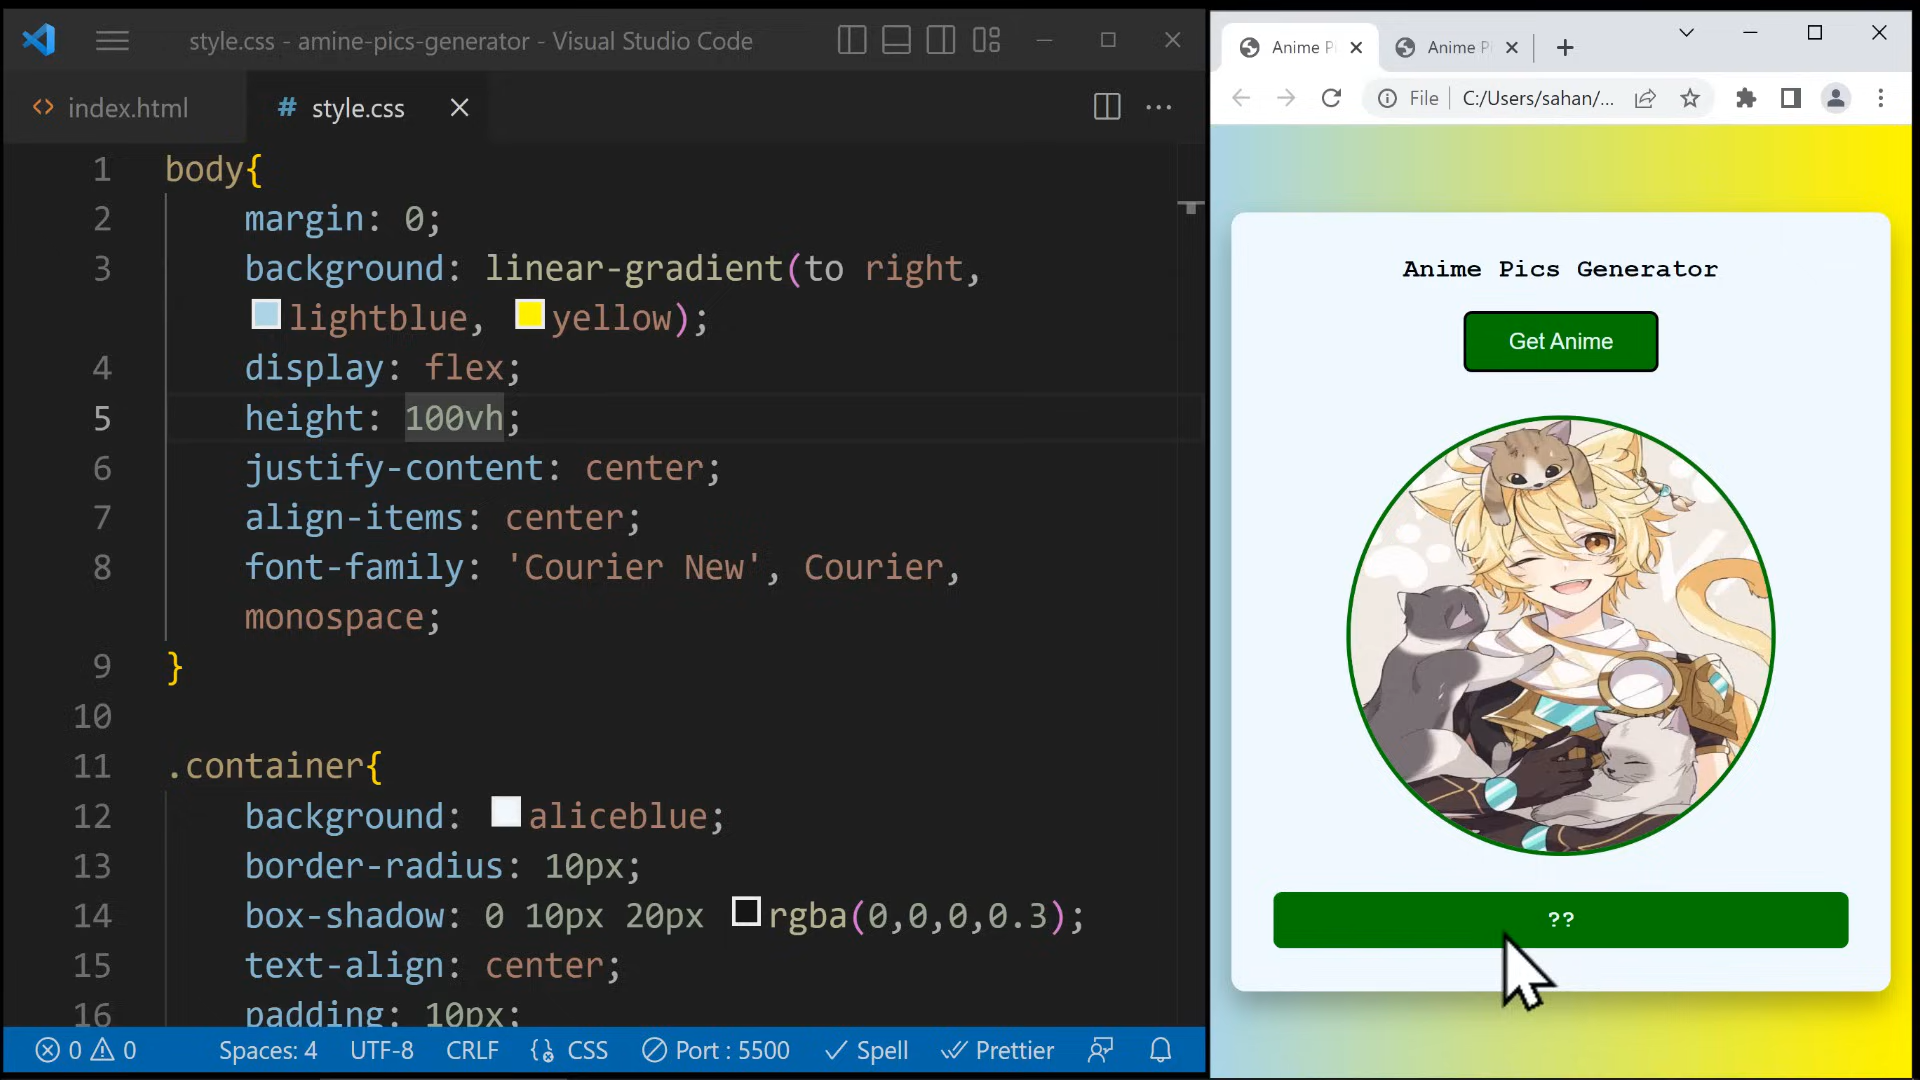 style.css - amine-pics-generator - Visual Studio Code
index.html
# style.css
1 body{
2 margin: 0;
3 background: linear-gradient(to right,
lightblue, yellow);
4 display: flex;
5 height: 100vh;
6 justify-content: center;
7 align-items: center;
8 font-family: 'Courier New', Courier,
monospace;
9 }
10
11 .container{
12 background: aliceblue;
13 border-radius: 10px;
14 box-shadow: 0 10px 20px rgba(0,0,0,0.3);
15 text-align: center;
16 padding: 10px;
0 0 Spaces: 4 UTF-8 CRLF CSS Port : 5500 Spell Prettier
Anime P
Anime P
File C:/Users/sahan/...
Anime Pics Generator
Get Anime
??